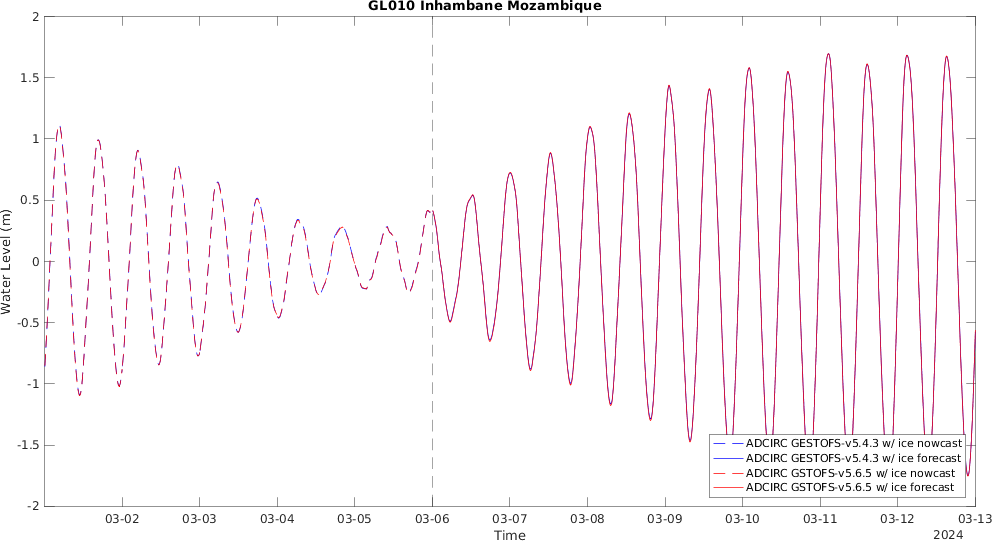 GL010 Inhambane Mozambique
Water Level (m)
2
1.5
1
0.5
0
-0.5
-1
-1.5
-2
ADCIRC GESTOFS-v5.4.3 w/ ice nowcast
ADCIRC GESTOFS-v5.4.3 w/ ice forecast
ADCIRC GSTOFS-v5.6.5 w/ ice nowcast
ADCIRC GSTOFS-v5.6.5 w/ ice forecast
03-02 03-03 03-04 03-05 03-06 03-07 03-08 03-09 03-10 03-11 03-12 03-13
Time
2024